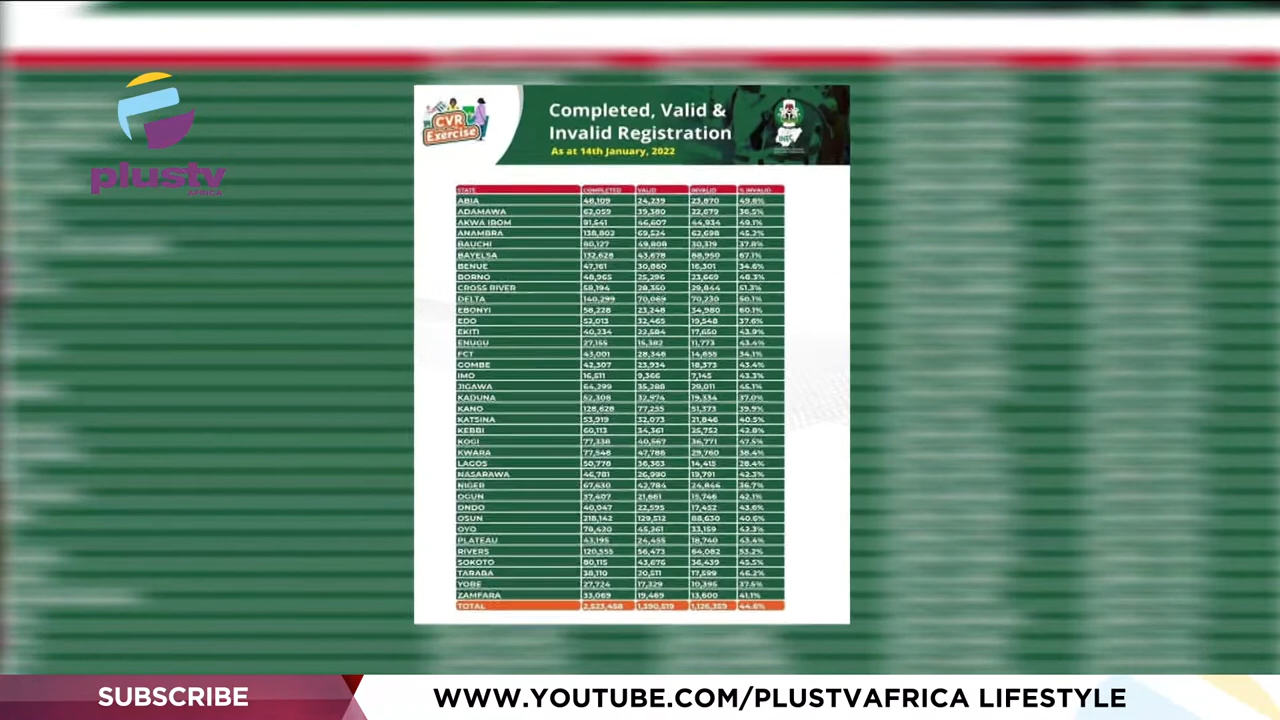 plustv
AFRICA
CVR
Exercise
Completed, Valid &
Invalid Registration
As at 14th January, 2022
INEC
STATE COMPLETED VALID INVALID % INVALID
ABIA 48,109 24,239 23,870 49.6%
ADAMAWA 62,059 39,380 22,679 36.5%
AKWA IBOM 91,541 46,607 44,934 49.1%
ANAMBRA 138,802 69,524 62,698 45.2%
BAUCHI 80,127 49,808 30,319 37.8%
BAYELSA 132,628 43,678 88,950 67.1%
BENUE 47,161 30,860 16,301 34.6%
BORNO 48,965 25,296 23,669 48.3%
CROSS RIVER 58,194 28,350 29,844 51.3%
DELTA 140,299 70,069 70,230 50.1%
EBONYI 58,228 23,248 34,980 60.1%
EDO 52,013 32,465 19,548 37.6%
EKITI 40,234 22,584 17,650 43.9%
ENUGU 27,155 15,382 11,773 43.4%
FCT 43,001 28,346 14,655 34.1%
GOMBE 42,307 23,934 18,373 43.4%
IMO 16,511 9,366 7,145 43.3%
JIGAWA 64,299 35,288 29,011 45.1%
KADUNA 52,308 32,974 19,334 37.0%
KANO 128,628 77,255 51,373 39.9%
KATSINA 53,919 32,073 21,846 40.5%
KEBBI 60,113 34,361 25,752 42.8%
KOGI 77,338 40,567 36,771 47.5%
KWARA 77,548 47,788 29,760 38.4%
LAGOS 50,778 36,363 14,415 28.4%
NASARAWA 46,781 26,990 19,791 42.3%
NIGER 67,630 42,784 24,846 36.7%
OGUN 37,407 21,661 15,746 42.1%
ONDO 40,047 22,595 17,452 43.6%
OSUN 218,142 129,512 88,630 40.6%
OYO 78,420 45,261 33,159 42.3%
PLATEAU 43,195 24,455 18,740 43.4%
RIVERS 120,555 56,473 64,082 53.2%
SOKOTO 80,115 43,676 36,439 45.5%
TARABA 38,110 20,511 17,599 46.2%
YOBE 27,724 17,329 10,395 37.5%
ZAMFARA 33,069 19,469 13,600 41.1%
TOTAL 2,523,458 1,390,519 1,126,359 44.6%
SUBSCRIBE
WWW.YOUTUBE.COM/PLUSTVAFRICA LIFESTYLE